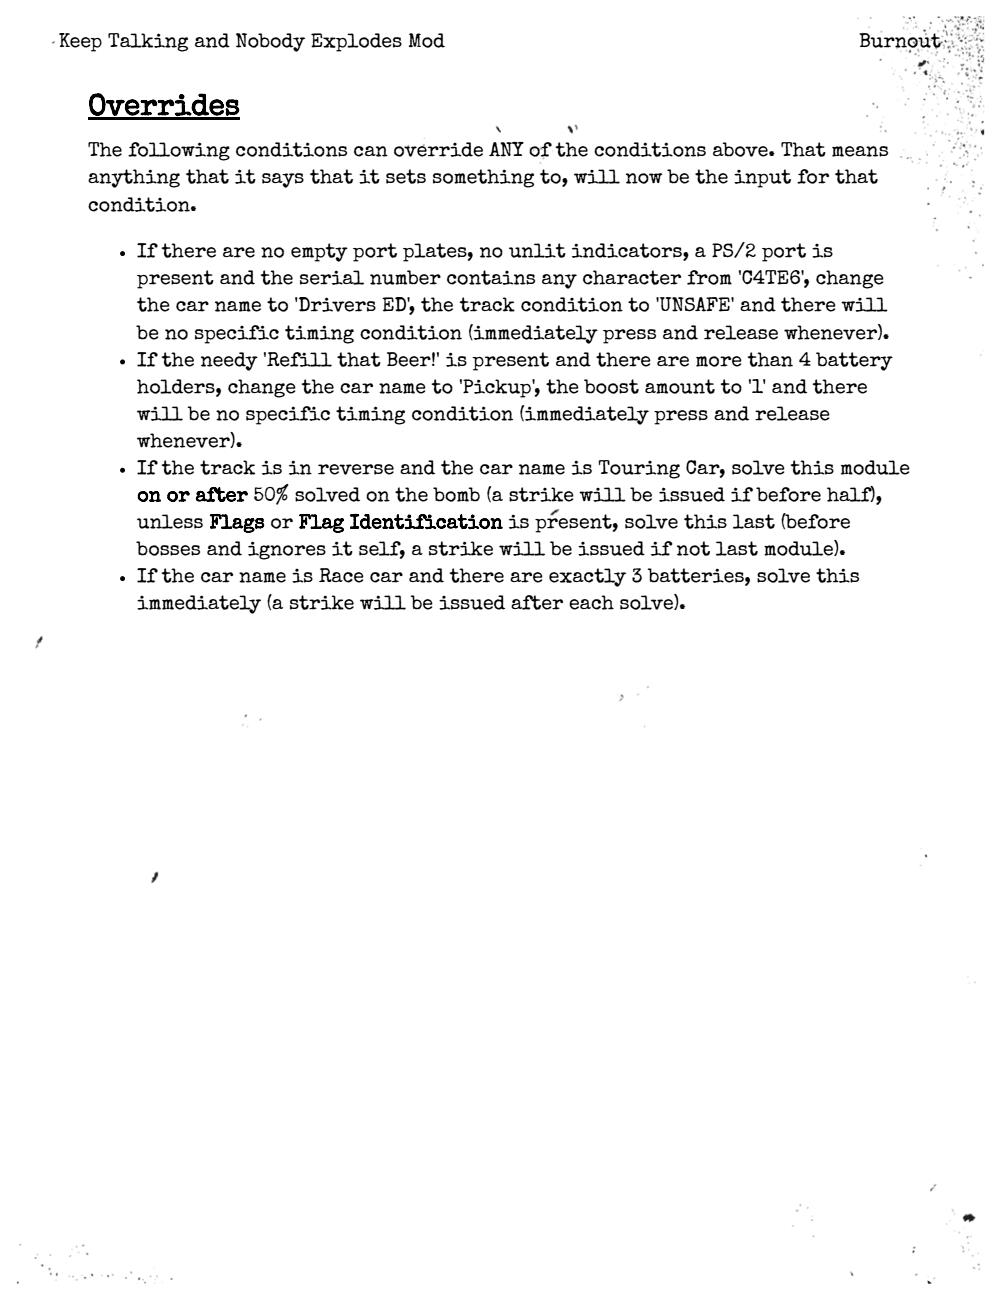 Keep Talking and Nobody Explodes Mod
Burnout
Overrides
The following conditions can override ANY of the conditions above. That means
anything that it says that it sets something to, will now be the input for that
condition.
• If there are no empty port plates, no unlit indicators, a PS/2 port is
present and the serial number contains any character from 'C4TE6', change
the car name to 'Drivers ED', the track condition to 'UNSAFE' and there will
be no specific timing condition (immediately press and release whenever).
• If the needy 'Refill that Beer!' is present and there are more than 4 battery
holders, change the car name to 'Pickup', the boost amount to '1' and there
will be no specific timing condition (immediately press and release
whenever).
• If the track is in reverse and the car name is Touring Car, solve this module
on or after 50% solved on the bomb (a strike will be issued if before half),
unless Flags or Flag Identification is present, solve this last (before
bosses and ignores it self, a strike will be issued if not last module).
• If the car name is Race car and there are exactly 3 batteries, solve this
immediately (a strike will be issued after each solve).